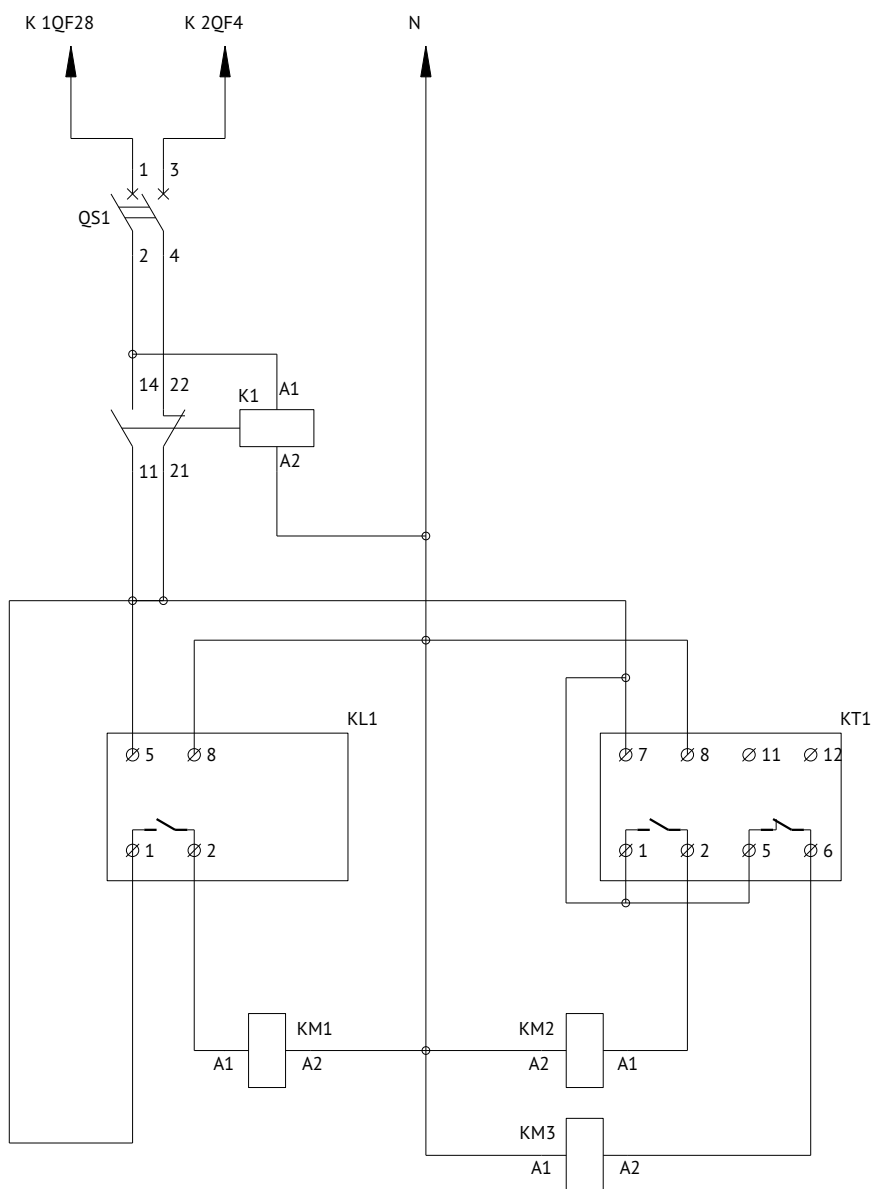 К 1QF28 К 2QF4 N
1 3
QS1
2 4
14 22 K1 A1
A2
11 21
KL1 KT1
5 8 7 8 11 12
1 2 1 2 5 6
KM1 KM2
A1 A2 A2 A1
KM3
A1 A2